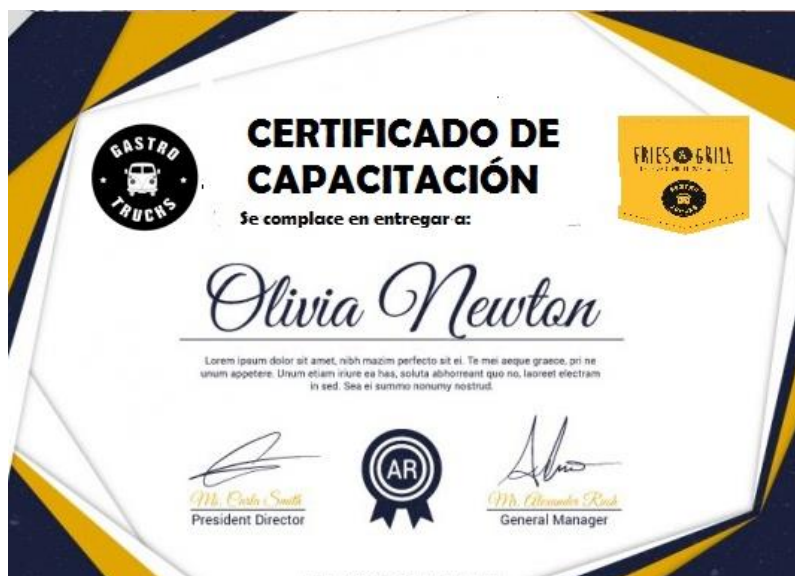 CERTIFICADO DE
CAPACITACIÓN
GASTRO
TRUCKS
FRIES & GRILL
GASTRO
TRUCKS
Se complace en entregar a:
Olivia Newton
Lorem ipsum dolor sit amet, nibh mazim perfecto sit ei. Te mei aeque graece, pri ne
unum appetere. Unum etiam iriure ea has, soluta abhorreant quo no, laoreet electram
in sed. Sea ei summo nonumy nostrud.
AR
Ms. Carla Smith
President Director
Mr. Alexander Rush
General Manager